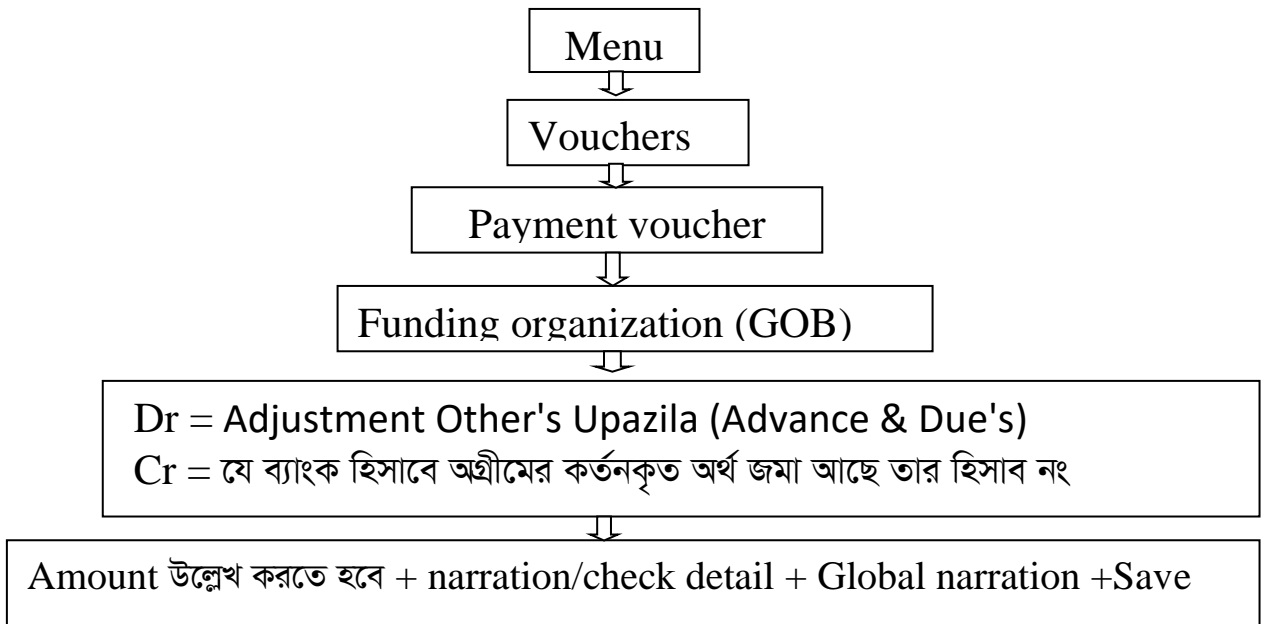 Menu
Vouchers
Payment voucher
Funding organization (GOB)
Dr = Adjustment Other's Upazila (Advance & Due's)
Cr = যে ব্যাংক হিসাবে অগ্রীমের কর্তনকৃত অর্থ জমা আছে তার হিসাব নং
Amount উল্লেখ করতে হবে + narration/check detail + Global narration +Save